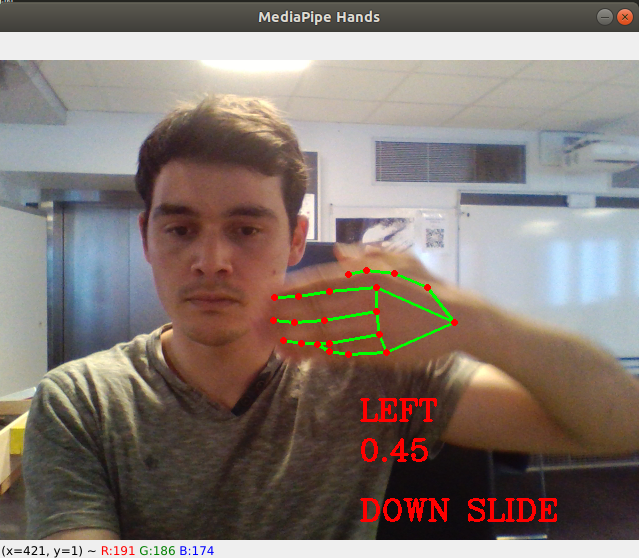 MediaPipe Hands
LEFT
0.45
DOWN SLIDE
(x=421, y=1) ~ R:191 G:186 B:174